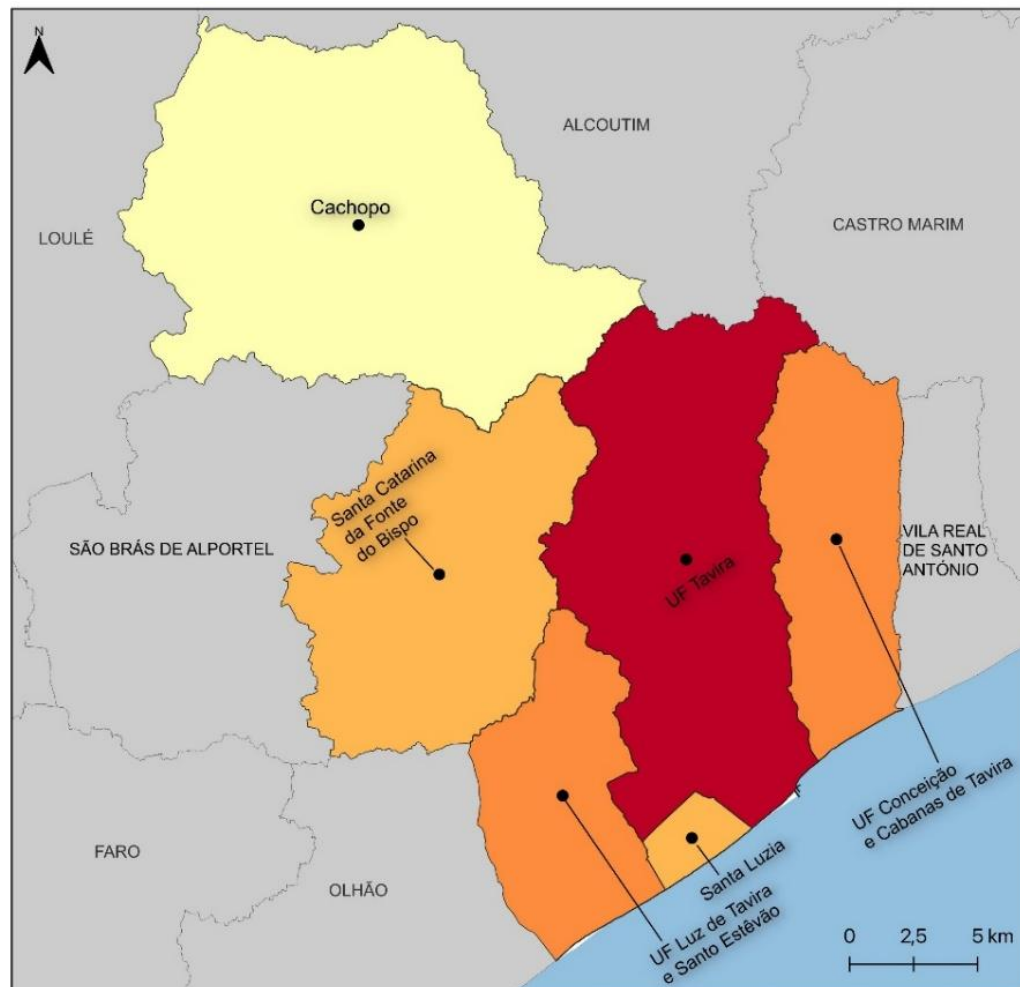 N
ALCOUTIM
Cachopo
CASTRO MARIM
LOULÉ
Santa Catarina
da Fonte
do Bispo
SÃO BRÁS DE ALPORTEL
VILA REAL
DE SANTO
ANTÓNIO
UF Tavira
UF Conceição
e Cabanas de Tavira
FARO
OLHÃO
Santa Luzia
UF Luz de Tavira
e Santo Estêvão
0 2,5 5 km